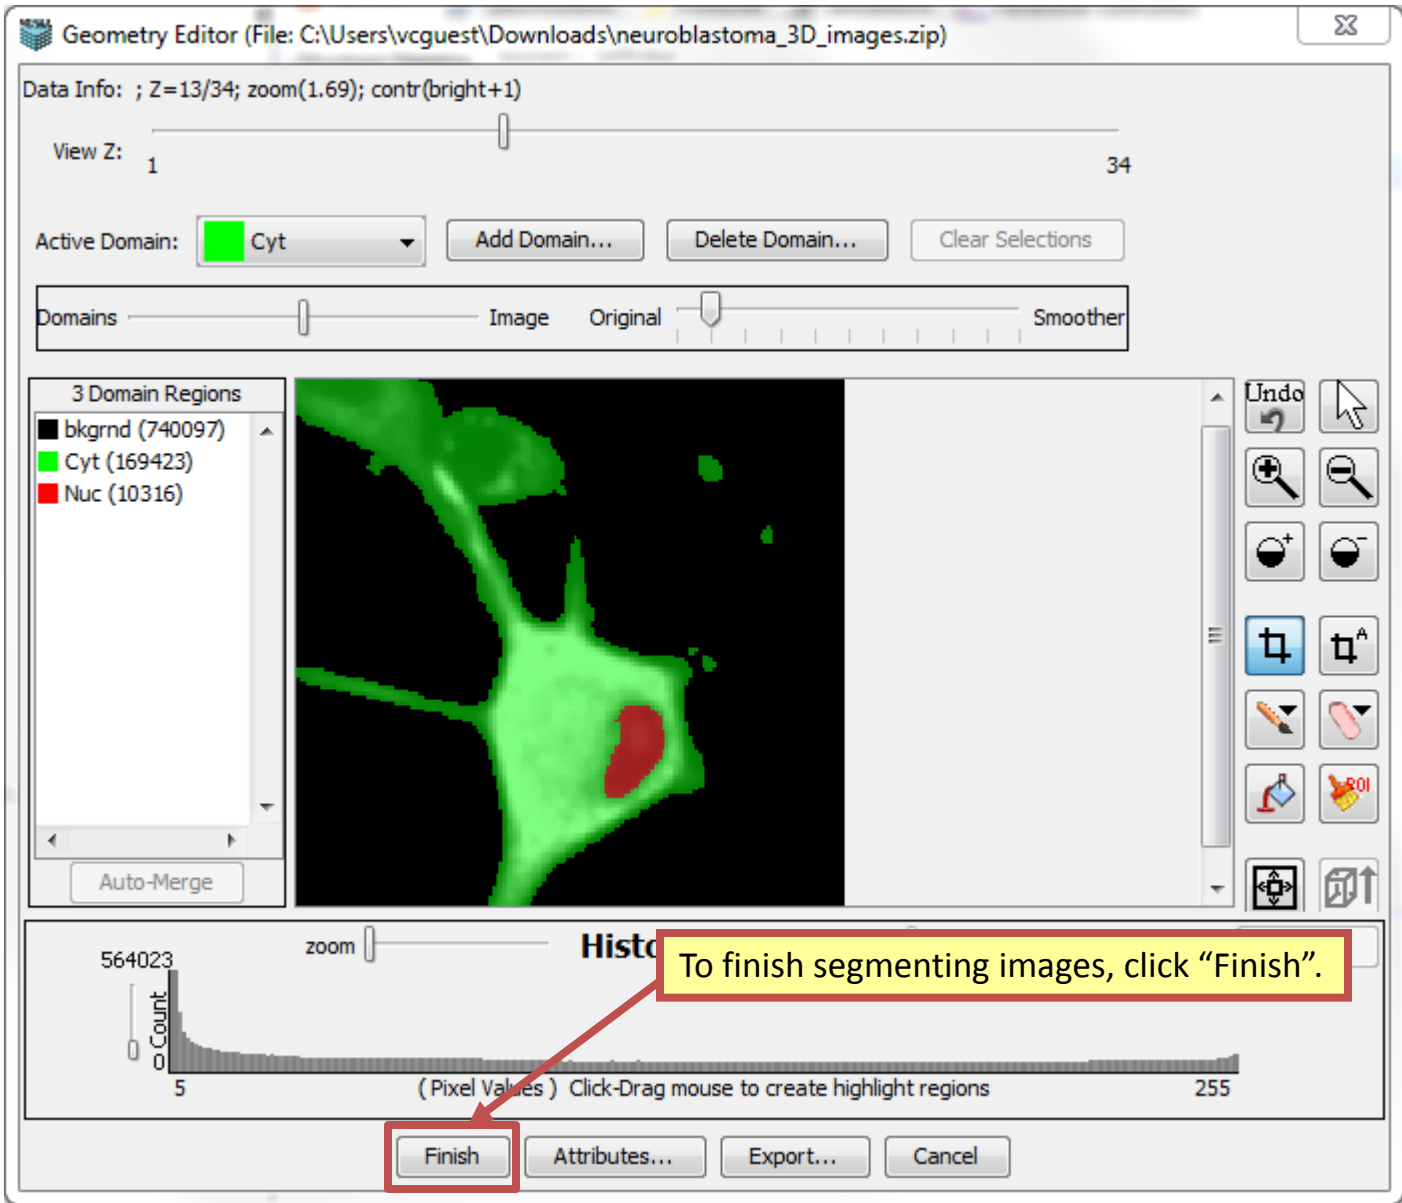 Geometry Editor (File: C:\Users\vcguest\Downloads\neuroblastoma_3D_images.zip)
Data Info: ; Z=13/34; zoom(1.69); contr(bright+1)
View Z:
1
34
Active Domain:
Cyt
Add Domain...
Delete Domain...
Clear Selections
Domains
Image
Original
Smoother
3 Domain Regions
bkgrnd (740097)
Cyt (169423)
Nuc (10316)
Auto-Merge
Undo
A
ROI
zoom
564023
0 Count
0
To finish segmenting images, click “Finish”.
5
( Pixel Values ) Click-Drag mouse to create highlight regions
255
Finish
Attributes...
Export...
Cancel